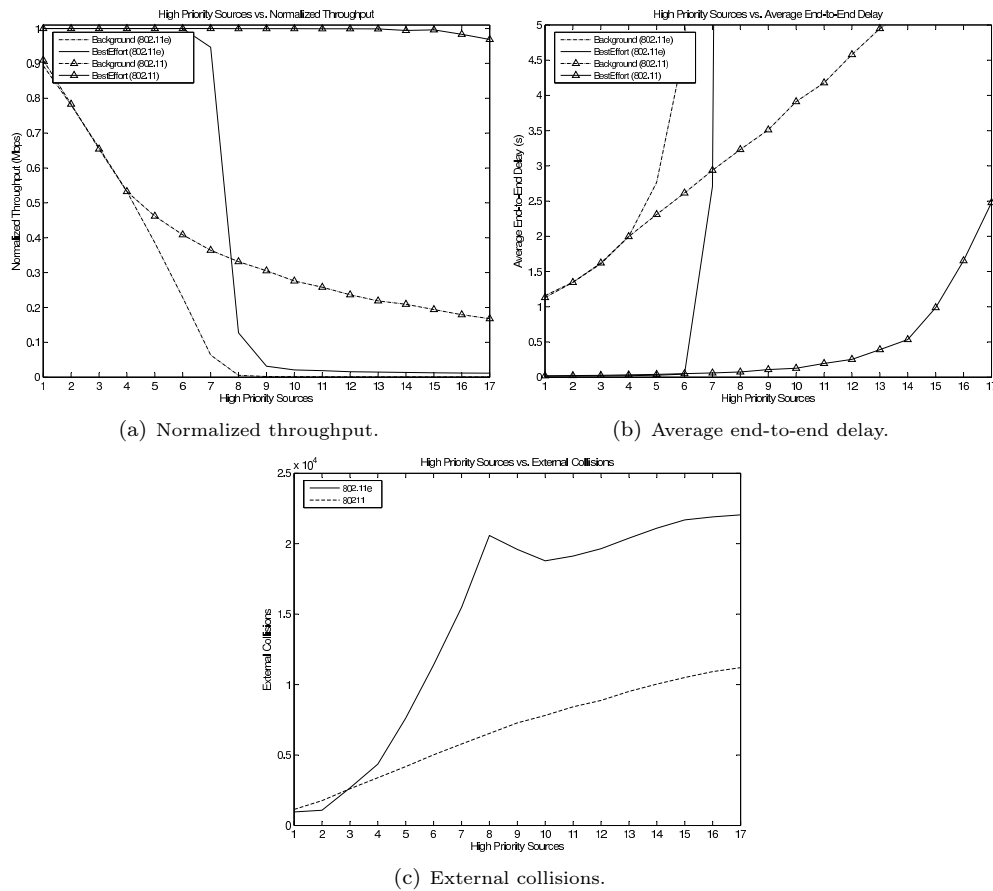 High Priority Sources vs. Normalized Throughput
1
0.9
0.8
0.7
0.6
0.5
0.4
0.3
0.2
0.1
0
Normalized Throughput (Mbps)
Background (802.11e)
BestEffort (802.11e)
Background (802.11)
BestEffort (802.11)
1 2 3 4 5 6 7 8 9 10 11 12 13 14 15 16 17
High Priority Sources
(a) Normalized throughput.
High Priority Sources vs. Average End-to-End Delay
5
4.5
4
3.5
3
2.5
2
1.5
1
0.5
0
Average End-to-End Delay (s)
Background (802.11e)
BestEffort (802.11e)
Background (802.11)
BestEffort (802.11)
1 2 3 4 5 6 7 8 9 10 11 12 13 14 15 16 17
High Priority Sources
(b) Average end-to-end delay.
High Priority Sources vs. External Collisions
x 10^4
2.5
2
1.5
1
0.5
0
External Collisions
802.11e
80211
1 2 3 4 5 6 7 8 9 10 11 12 13 14 15 16 17
High Priority Sources
(c) External collisions.